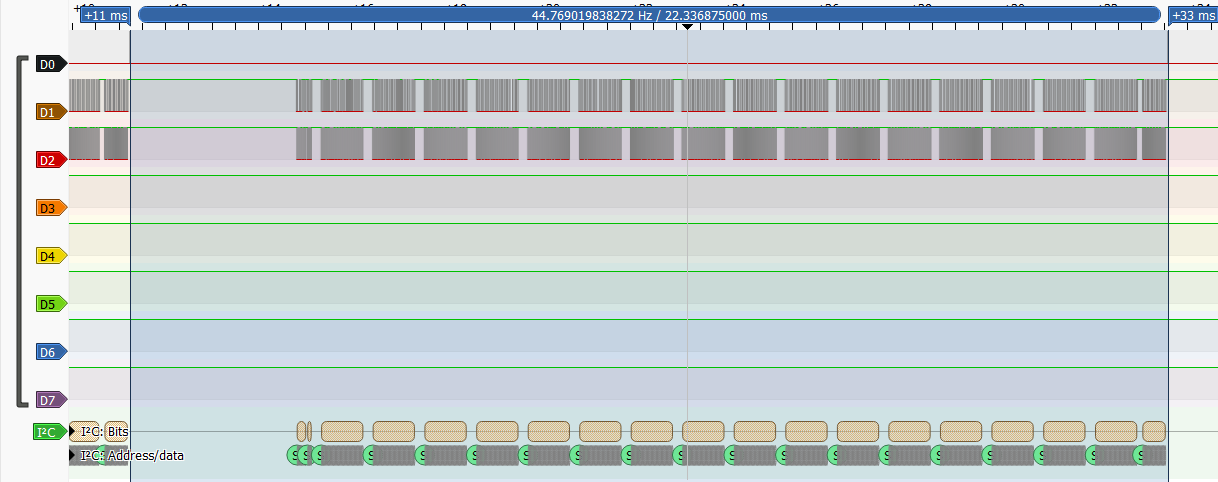 +11 ms
44.769019838272 Hz / 22.336875000 ms
+33 ms
D0
D1
D2
D3
D4
D5
D6
D7
I²C
I²C: Bits
I²C: Address/data
S S S S S S S S S S S S S S S S S S S